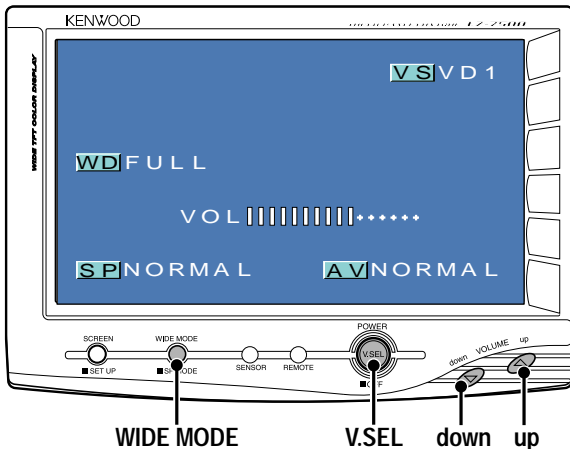 KENWOOD
WIDE TFT COLOR DISPLAY
VS VD1
WD FULL
VOL
SP NORMAL
AV NORMAL
SCREEN
SET UP
WIDE MODE
SENSOR
REMOTE
POWER
V.SEL
OFF
down VOLUME up
WIDE MODE
V.SEL
down
up